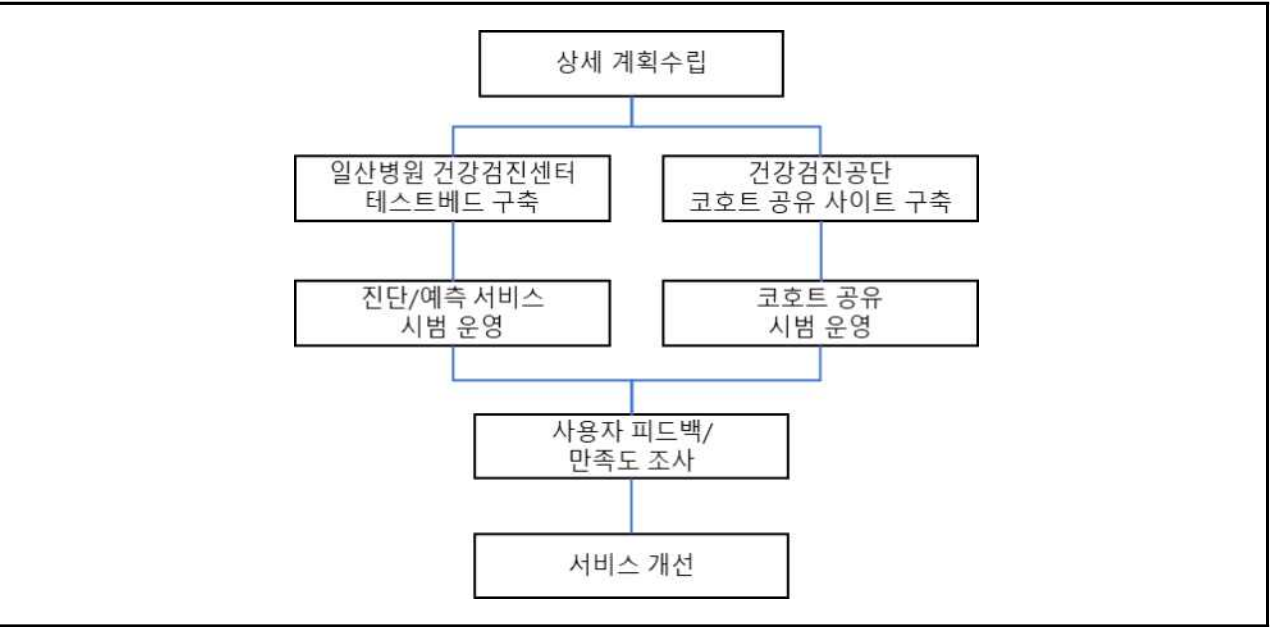 상세 계획수립
일산병원 건강검진센터
테스트베드 구축
건강검진공단
코호트 공유 사이트 구축
진단/예측 서비스
시범 운영
코호트 공유
시범 운영
사용자 피드백/
만족도 조사
서비스 개선